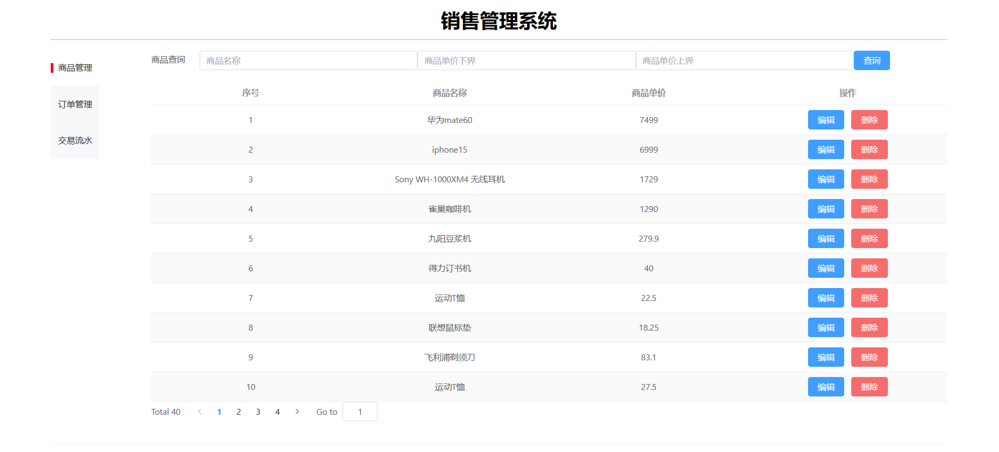 销售管理系统
商品管理
订单管理
交易流水
商品查询 商品名称 商品单价下界 商品单价上界 查询
序号 商品名称 商品单价 操作
1 华为mate60 7499 编辑 删除
2 iphone15 6999 编辑 删除
3 Sony WH-1000XM4 无线耳机 1729 编辑 删除
4 雀巢咖啡机 1290 编辑 删除
5 九阳豆浆机 279.9 编辑 删除
6 得力订书机 40 编辑 删除
7 运动T恤 22.5 编辑 删除
8 联想鼠标垫 18.25 编辑 删除
9 飞利浦剃须刀 83.1 编辑 删除
10 运动T恤 27.5 编辑 删除
Total 40 < 1 2 3 4 > Go to 1